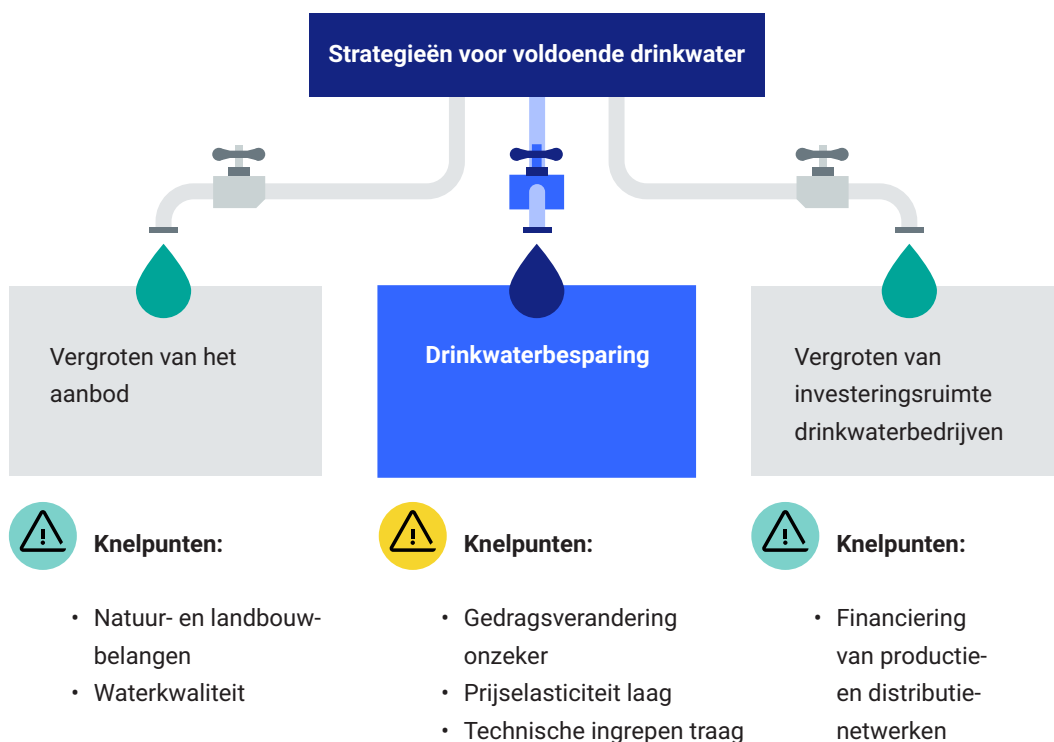 Strategieën voor voldoende drinkwater
Vergroten van het
aanbod
Knelpunten:
• Natuur- en landbouw-
belangen
• Waterkwaliteit
Drinkwaterbesparing
Knelpunten:
• Gedragsverandering
onzeker
• Prijselasticiteit laag
• Technische ingrepen traag
Vergroten van
investeringsruimte
drinkwaterbedrijven
Knelpunten:
• Financiering
van productie-
en distributie-
netwerken